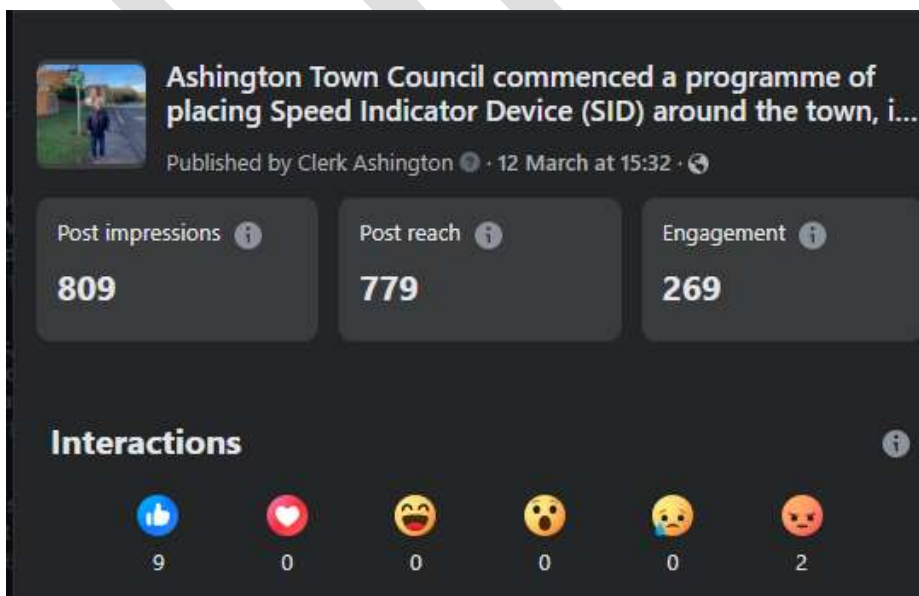 Ashington Town Council commenced a programme of
placing Speed Indicator Device (SID) around the town, i...
Published by Clerk Ashington · 12 March at 15:32 ·
Post impressions
Post reach
Engagement
809
779
269
Interactions
9
0
0
0
0
2